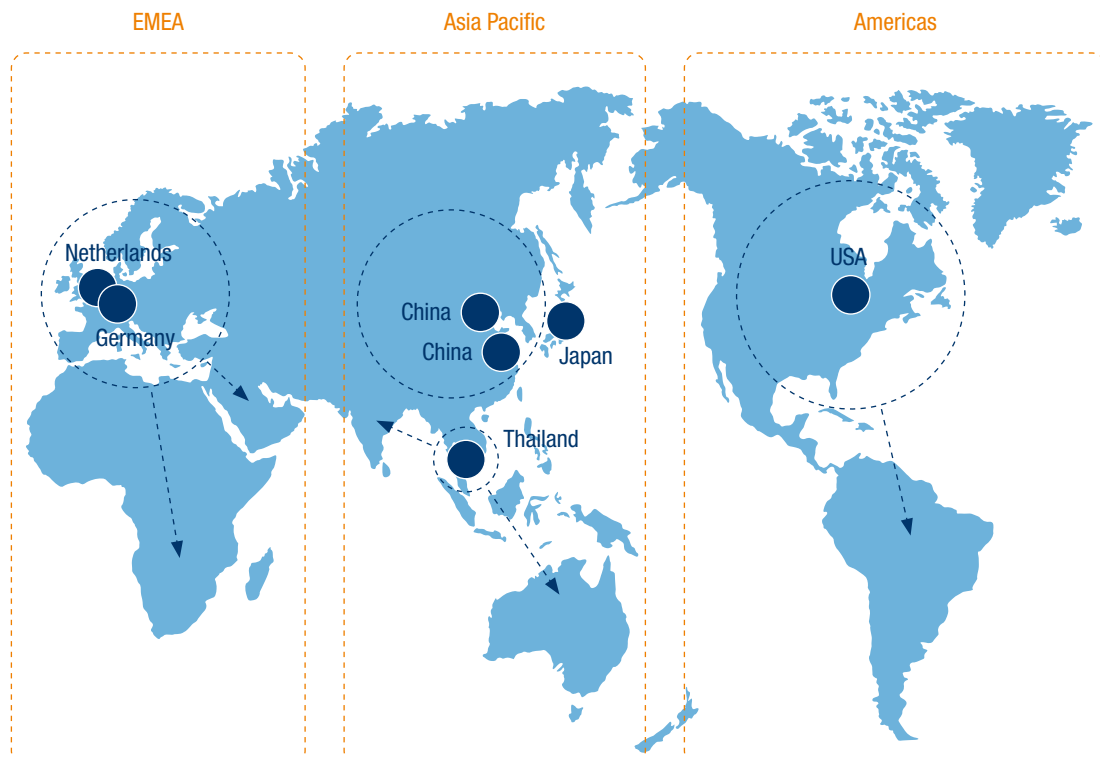 EMEA
Asia Pacific
Americas
Netherlands
Germany
China
China
Japan
Thailand
USA